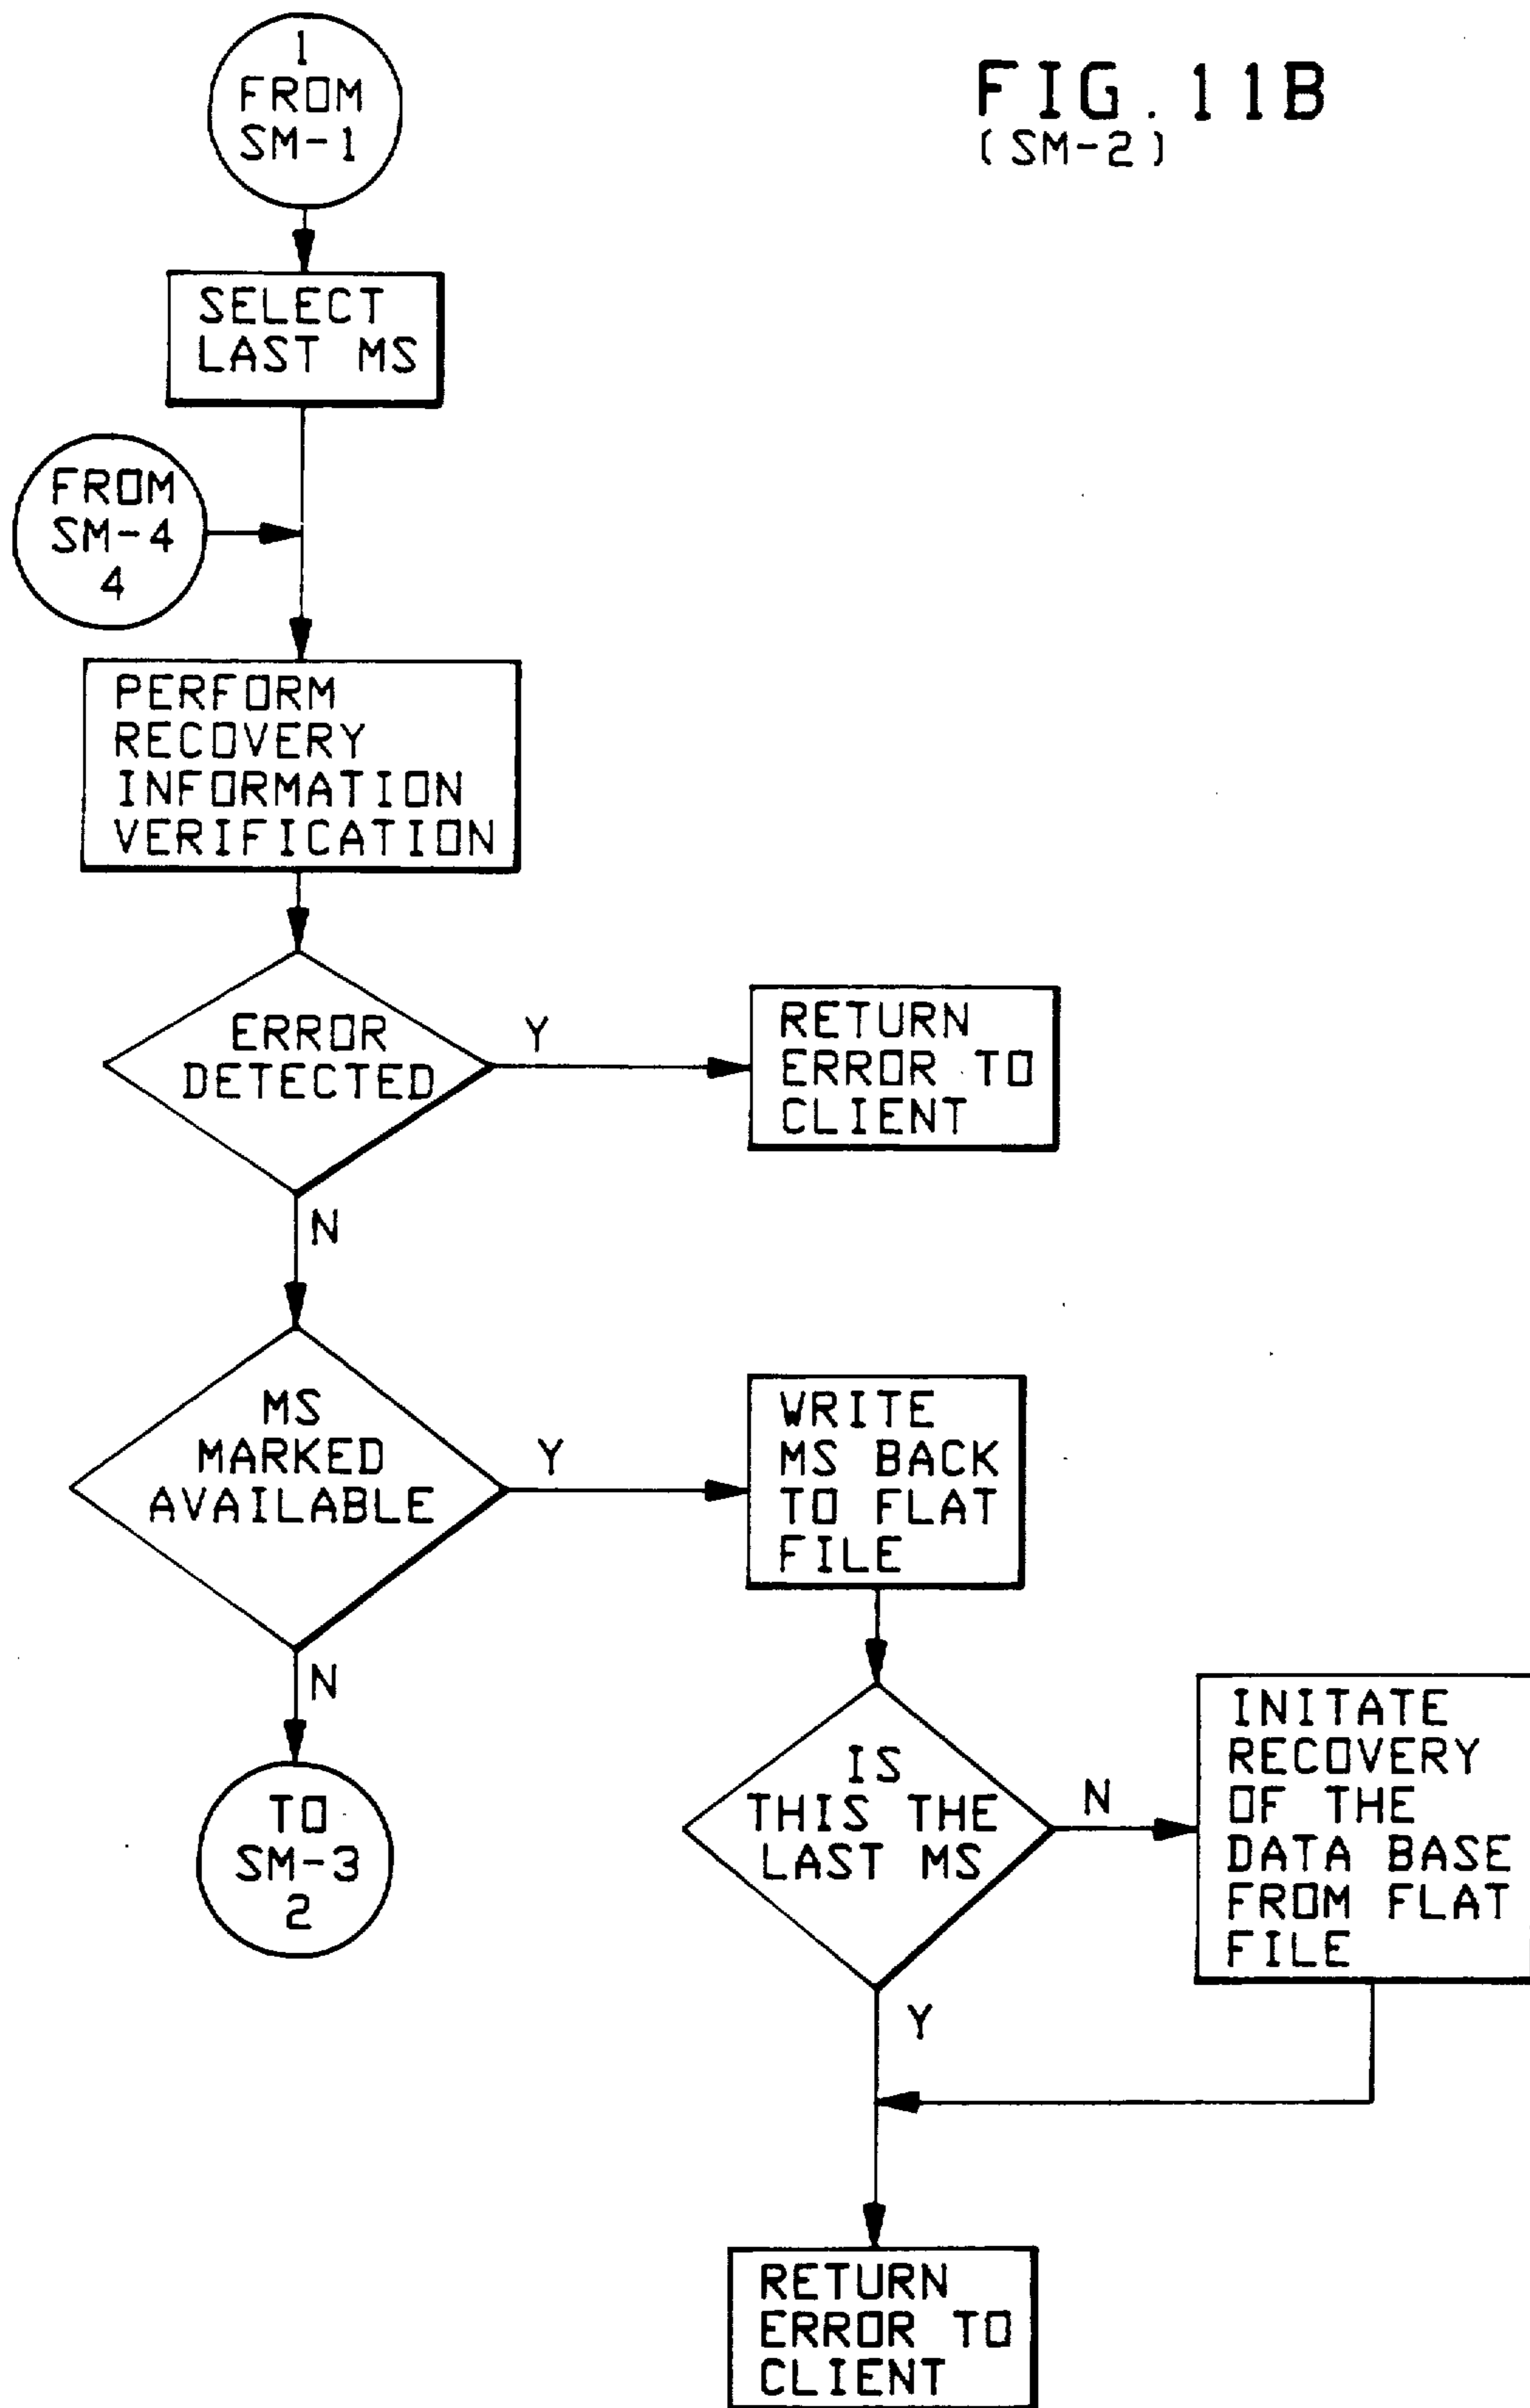 1
FROM
SM-1
FIG.11B
(SM-2)
SELECT
LAST MS
FROM
SM-4
4
PERFORM
RECOVERY
INFORMATION
VERIFICATION
ERROR
DETECTED
Y
RETURN
ERROR TO
CLIENT
N
MS
MARKED
AVAILABLE
Y
WRITE
MS BACK
TO FLAT
FILE
N
TO
SM-3
2
IS
THIS THE
LAST MS
N
INITATE
RECOVERY
OF THE
DATA BASE
FROM FLAT
FILE
Y
RETURN
ERROR TO
CLIENT